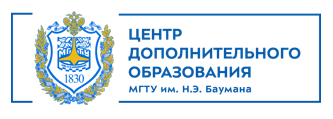 ЦЕНТР
ДОПОЛНИТЕЛЬНОГО
ОБРАЗОВАНИЯ
МГТУ им. Н.Э. Баумана
1830